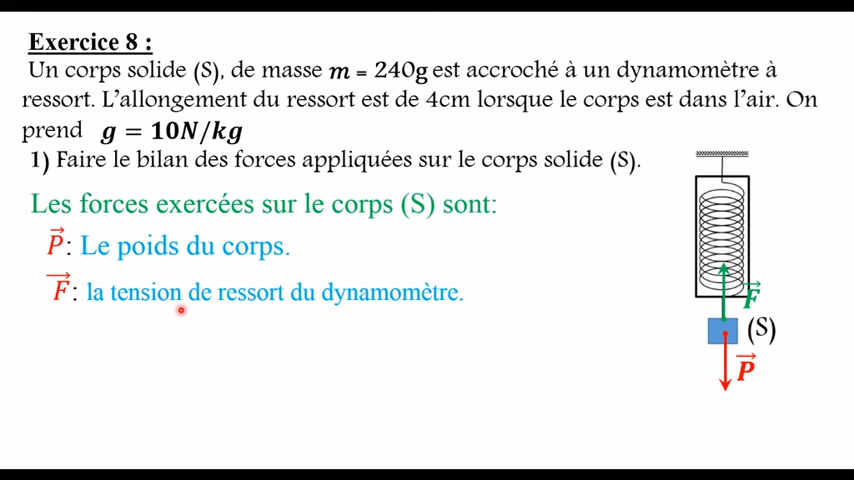 Exercice 8 :
Un corps solide (S), de masse m = 240g est accroché à un dynamomètre à
ressort. L'allongement du ressort est de 4cm lorsque le corps est dans l'air. On
prend g = 10N/kg
1) Faire le bilan des forces appliquées sur le corps solide (S).
Les forces exercées sur le corps (S) sont:
P⃗: Le poids du corps.
F⃗: la tension de ressort du dynamomètre.
F⃗
(S)
P⃗